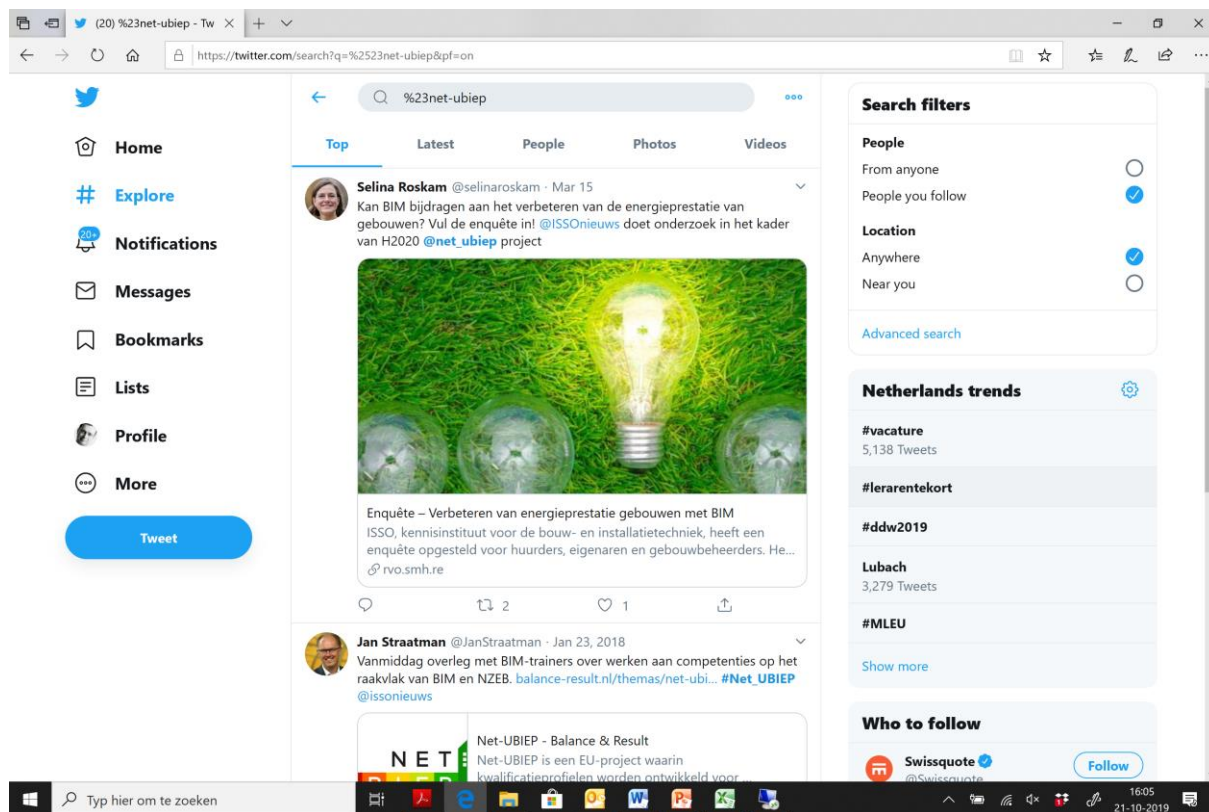 (20) %23net-ubiep - Tw
https://twitter.com/search?q=%2523net-ubiep&pf=on
%23net-ubiep
Top Latest People Photos Videos
Home
Explore
20+
Notifications
Messages
Bookmarks
Lists
Profile
More
Tweet
Selina Roskam @selinaroskam · Mar 15
Kan BIM bijdragen aan het verbeteren van de energieprestatie van
gebouwen? Vul de enquête in! @ISSOnieuws doet onderzoek in het kader
van H2020 @net_ubiep project
Enquête – Verbeteren van energieprestatie gebouwen met BIM
ISSO, kennisinstituut voor de bouw- en installatietechniek, heeft een
enquête opgesteld voor huurders, eigenaren en gebouwbeheerders. He...
rvo.smh.re
2 1
Jan Straatman @JanStraatman · Jan 23, 2018
Vanmiddag overleg met BIM-trainers over werken aan competenties op het
raakvlak van BIM en NZEB. balance-result.nl/themas/net-ubi... #Net_UBIEP
@issonieuws
NET
Net-UBIEP - Balance & Result
Net-UBIEP is een EU-project waarin
kwalificatieprofielen worden ontwikkeld voor ...
Search filters
People
From anyone
People you follow
Location
Anywhere
Near you
Advanced search
Netherlands trends
#vacature
5,138 Tweets
#lerarentekort
#ddw2019
Lubach
3,279 Tweets
#MLEU
Show more
Who to follow
Swissquote
@Swissquote
Follow
Typ hier om te zoeken
16:05
21-10-2019